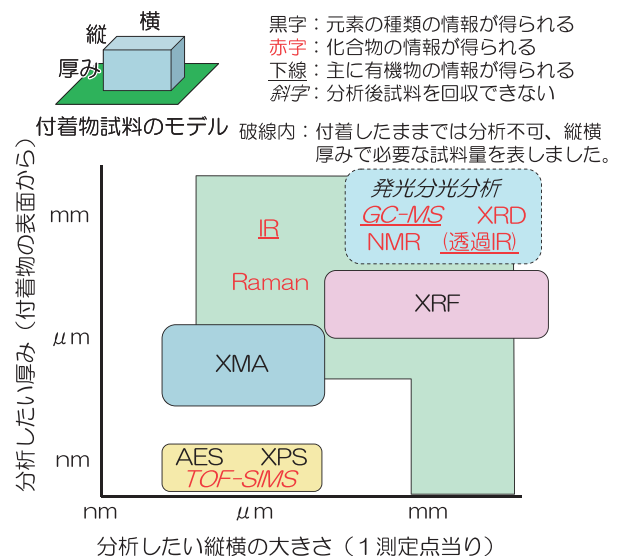 横
縦
厚み
付着物試料のモデル
黒字：元素の種類の情報が得られる
赤字：化合物の情報が得られる
下線：主に有機物の情報が得られる
斜字：分析後試料を回収できない
破線内：付着したままでは分析不可、縦横
厚みで必要な試料量を表しました。
分析したい厚み（付着物の表面から）
mm
μm
nm
発光分光分析
GC-MS XRD
NMR (透過IR)
IR
Raman
XRF
XMA
AES XPS
TOF-SIMS
nm μm mm
分析したい縦横の大きさ（１測定点当り）